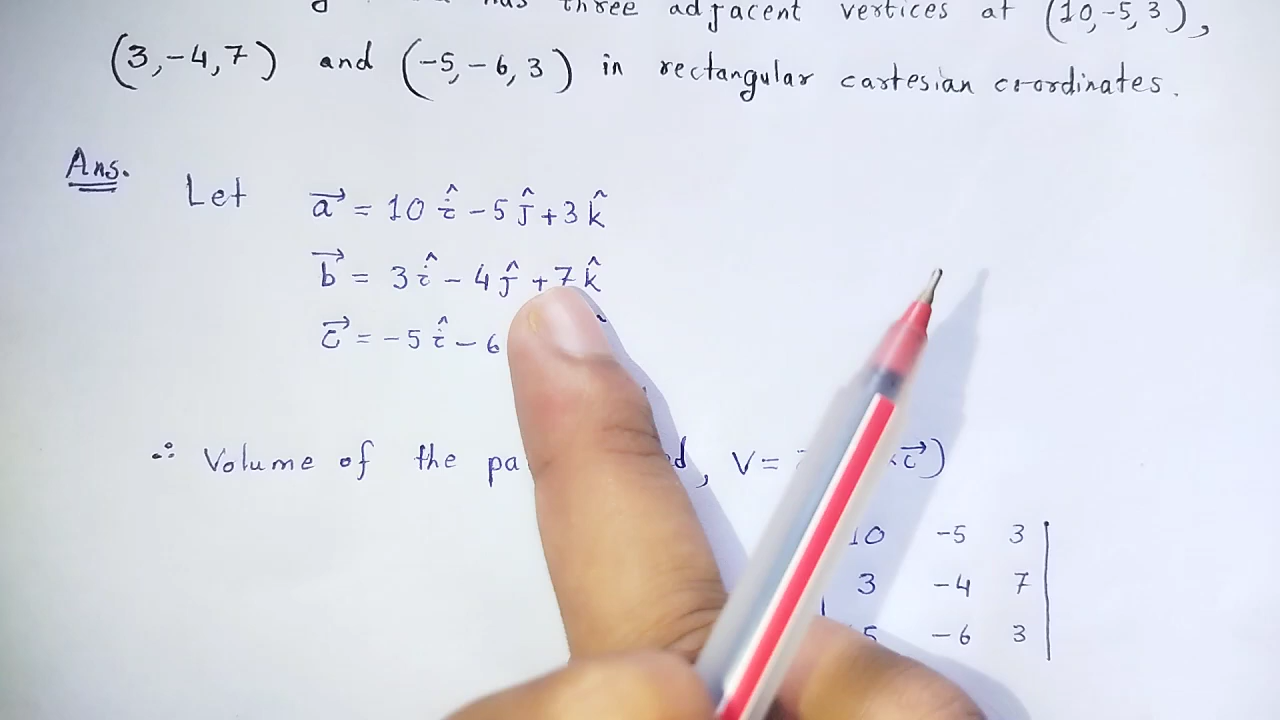 three adjacent vertices at (10,-5,3),
(3,-4,7) and (-5,-6,3) in rectangular cartesian coordinates.
Ans. Let a⃗ = 10 î - 5 ĵ + 3 k̂
b⃗ = 3 î - 4 ĵ + 7 k̂
c⃗ = -5 î - 6
∴ Volume of the V = c⃗)
10 -5 3
3 -4 7
5 -6 3